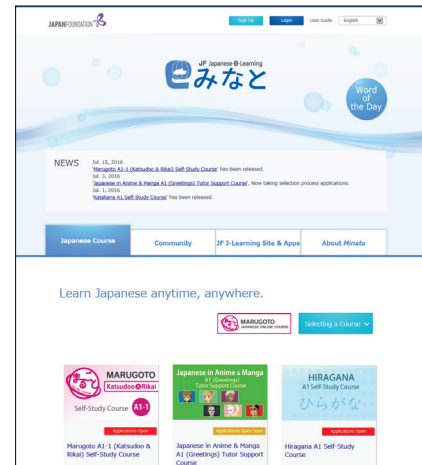 JAPANFOUNDATION
Sign Up
Login
User Guide
English
JF Japanese e-Learning
みなと
Word
of
the Day
NEWS
Jul. 15, 2016
'Marugoto A1-1 (Katsudoo & Rikai) Self-Study Course' has been released.
Jul. 3, 2016
'Japanese in Anime & Manga A1 (Greetings) Tutor Support Course'. Now taking selection process applications.
Jul. 1, 2016
'Katakana A1 Self-Study Course' has been released.
Japanese Course
Community
JF J-Learning Site & Apps
About Minato
Learn Japanese anytime, anywhere.
MARUGOTO
JAPANESE ONLINE COURSE
Selecting a Course
まるごと
MARUGOTO
Katsudoo & Rikai
Self-Study Course A1-1
Applications Open
Marugoto A1-1 (Katsudoo &
Rikai) Self-Study Course
Japanese in Anime & Manga
A1 (Greetings)
Tutor Support Course
Applications Open Soon
Japanese in Anime & Manga
A1 (Greetings) Tutor Support
Course
HIRAGANA
A1 Self-Study Course
ひらがな
Applications Open
Hiragana A1 Self-Study
Course